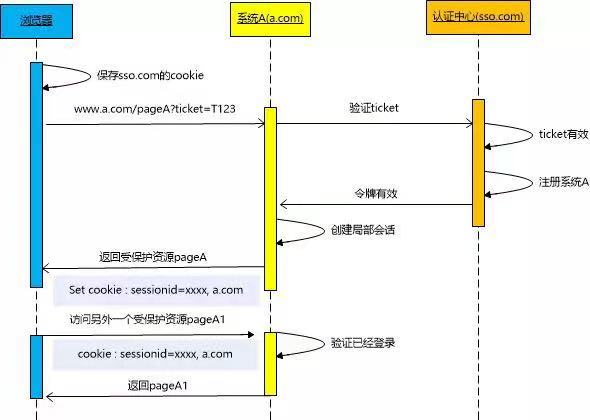 浏览器
系统A(a.com)
认证中心(sso.com)
保存sso.com的cookie
www.a.com/pageA?ticket=T123
验证ticket
ticket有效
注册系统A
令牌有效
创建局部会话
返回受保护资源pageA
Set cookie : sessionid=xxxx, a.com
访问另外一个受保护资源pageA1
cookie : sessionid=xxxx, a.com
验证已经登录
返回pageA1